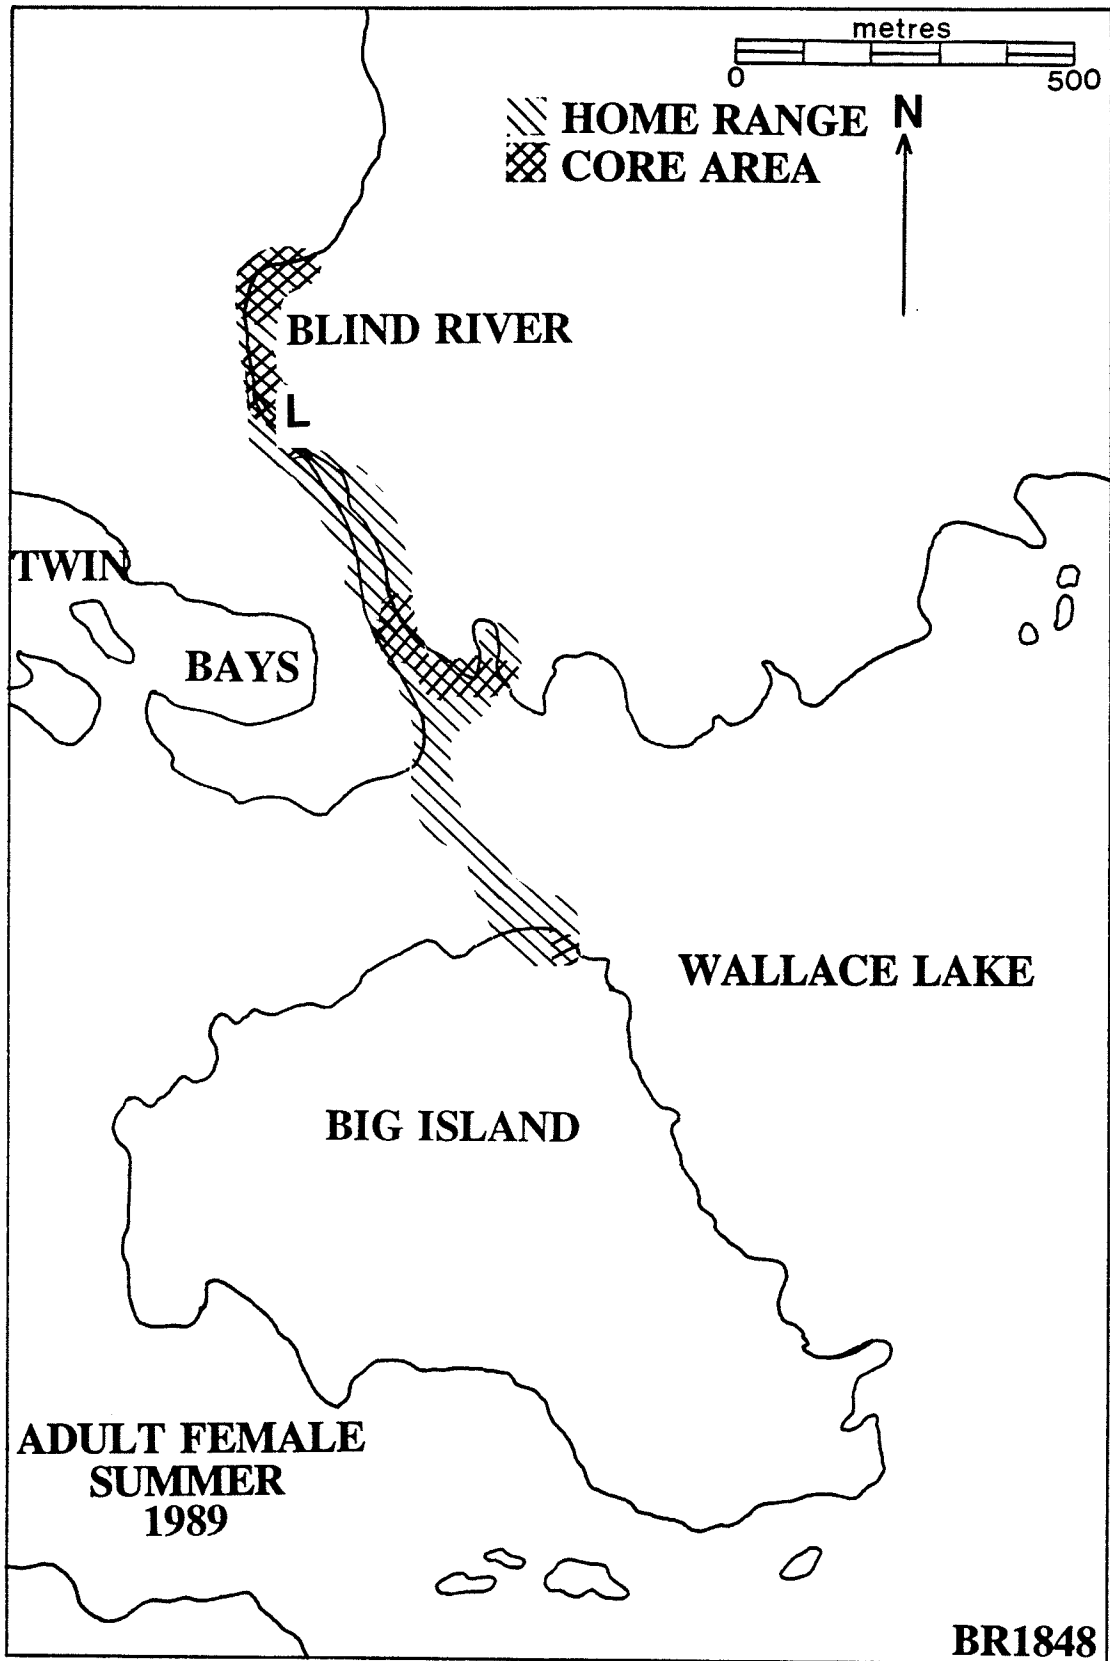 metres
0 500
HOME RANGE
N
CORE AREA
BLIND RIVER
L
TWIN
BAYS
WALLACE LAKE
BIG ISLAND
ADULT FEMALE
SUMMER
1989
BR1848